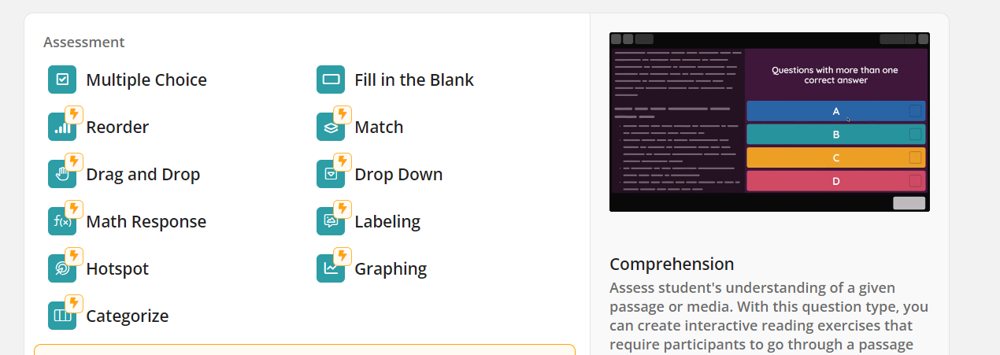 Assessment
Multiple Choice
Fill in the Blank
Reorder
Match
Drag and Drop
Drop Down
f(x)
Math Response
Labeling
Hotspot
Graphing
Categorize
Questions with more than one
correct answer
A
B
C
D
Comprehension
Assess student's understanding of a given
passage or media. With this question type, you
can create interactive reading exercises that
require participants to go through a passage